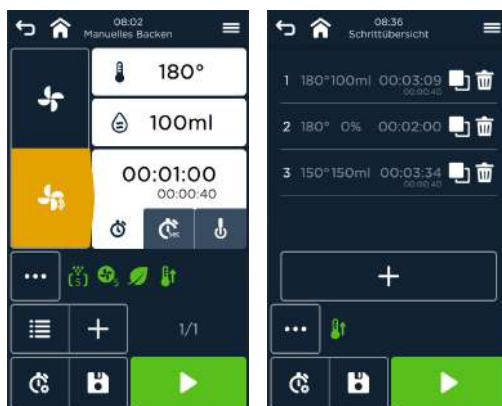 08:02
Manuelles Backen
180°
100ml
00:01:00
00:00:40
sec
s
s
1/1
08:36
Schrittübersicht
1 180° 100ml 00:03:09
00:00:40
2 180° 0% 00:02:00
3 150° 150ml 00:03:34
00:00:40